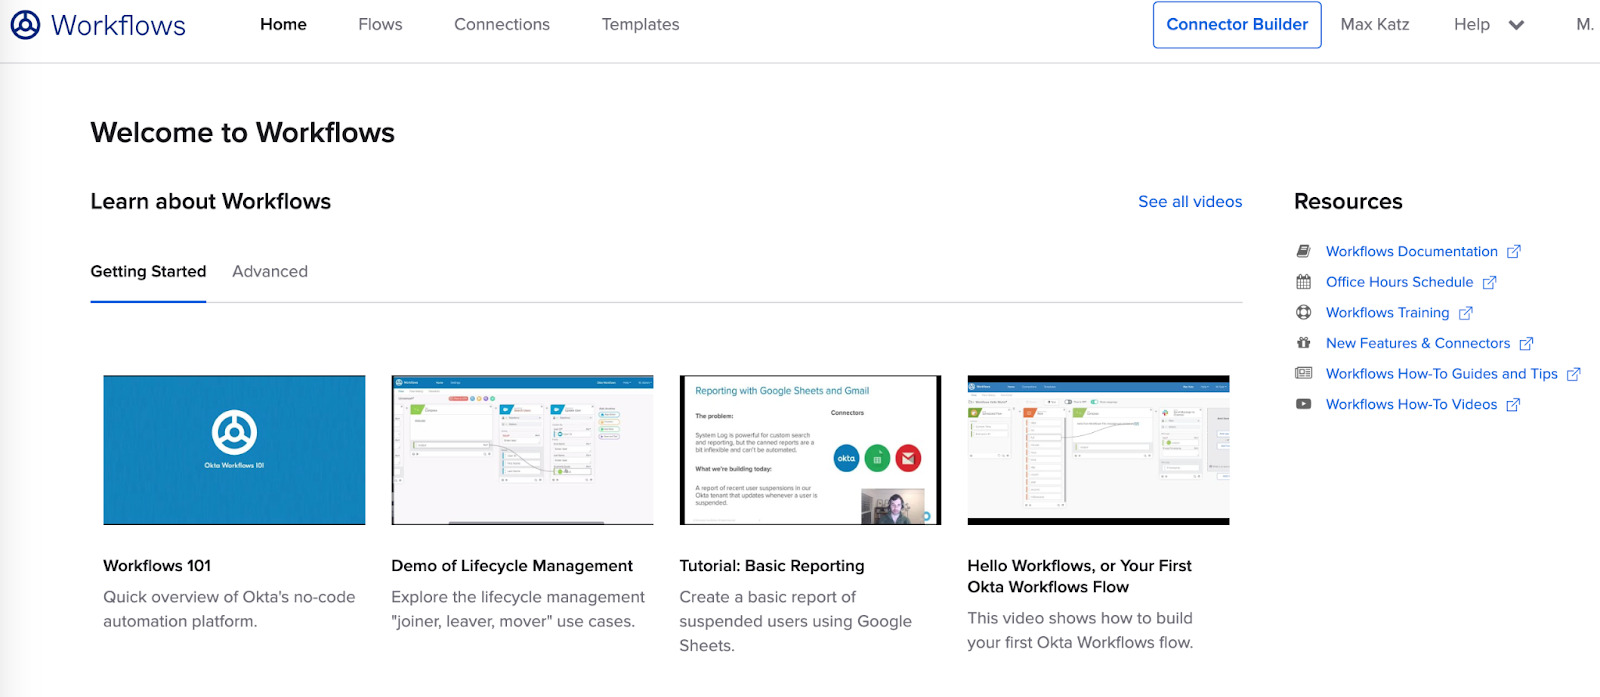 Workflows Home Flows Connections Templates Connector Builder Max Katz Help M.
Welcome to Workflows
Learn about Workflows
See all videos
Getting Started Advanced
Okta Workflows 101
Workflows 101
Quick overview of Okta's no-code
automation platform.
Demo of Lifecycle Management
Explore the lifecycle management
"joiner, leaver, mover" use cases.
Reporting with Google Sheets and Gmail
The problem:
Connectors
System Log is powerful for custom search
and reporting, but the canned reports are a
bit inflexible and can't be automated.
okta
What we're building today:
A report of recent user suspensions in our
Okta tenant that updates whenever a user is
suspended.
Tutorial: Basic Reporting
Create a basic report of
suspended users using Google
Sheets.
Hello Workflows, or Your First
Okta Workflows Flow
This video shows how to build
your first Okta Workflows flow.
Resources
Workflows Documentation
Office Hours Schedule
Workflows Training
New Features & Connectors
Workflows How-To Guides and Tips
Workflows How-To Videos